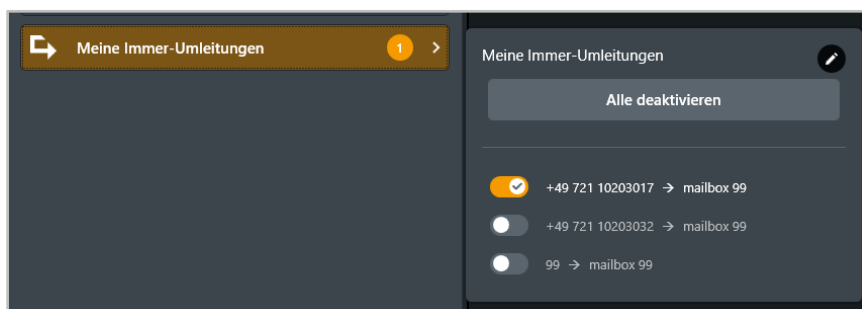 Meine Immer-Umleitungen 1 >
Meine Immer-Umleitungen
Alle deaktivieren
+49 721 10203017 → mailbox 99
+49 721 10203032 → mailbox 99
99 → mailbox 99